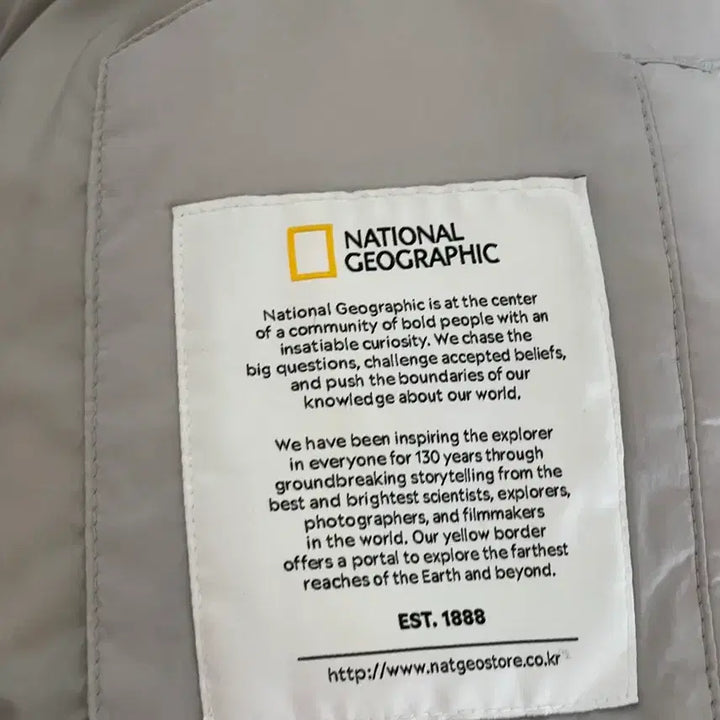 NATIONAL
GEOGRAPHIC
National Geographic is at the center
of a community of bold people with an
insatiable curiosity. We chase the
big questions, challenge accepted beliefs,
and push the boundaries of our
knowledge about our world.
We have been inspiring the explorer
in everyone for 130 years through
groundbreaking storytelling from the
best and brightest scientists, explorers,
photographers, and filmmakers
in the world. Our yellow border
offers a portal to explore the farthest
reaches of the Earth and beyond.
EST. 1888
http://www.natgeostore.co.kr